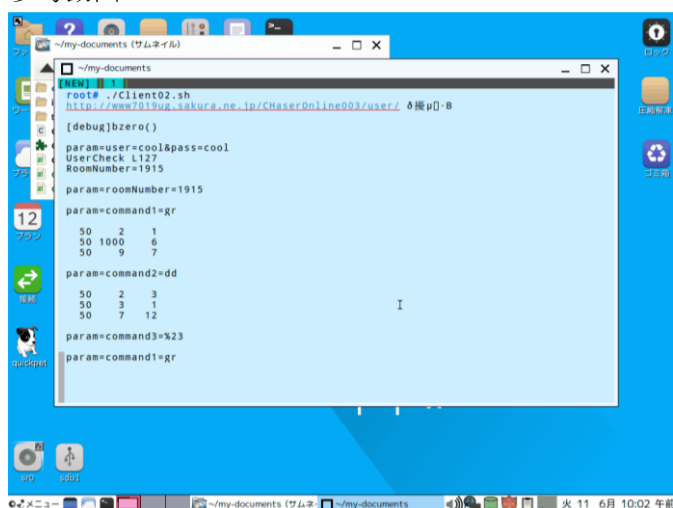 ~/my-documents (サムネイル)
~/my-documents
[NEW] 1
root# ./Client02.sh
http://www7019ug.sakura.ne.jp/CHaserOnline003/user/
[debug]bzero()
param=user=cool&pass=cool
UserCheck L127
RoomNumber=1915
param=roomNumber=1915
param=command1=gr
50 2 1
50 1000 6
50 9 7
param=command2=dd
50 2 3
50 3 1
50 7 12
param=command3=%23
param=command1=gr
ロック
圧縮解凍
ゴミ箱
12
プラン
接続
quickpet
sr0
sdb1
メニュー
~/my-documents (サムネ
~/my-documents
火 11 6月 10:02 午前